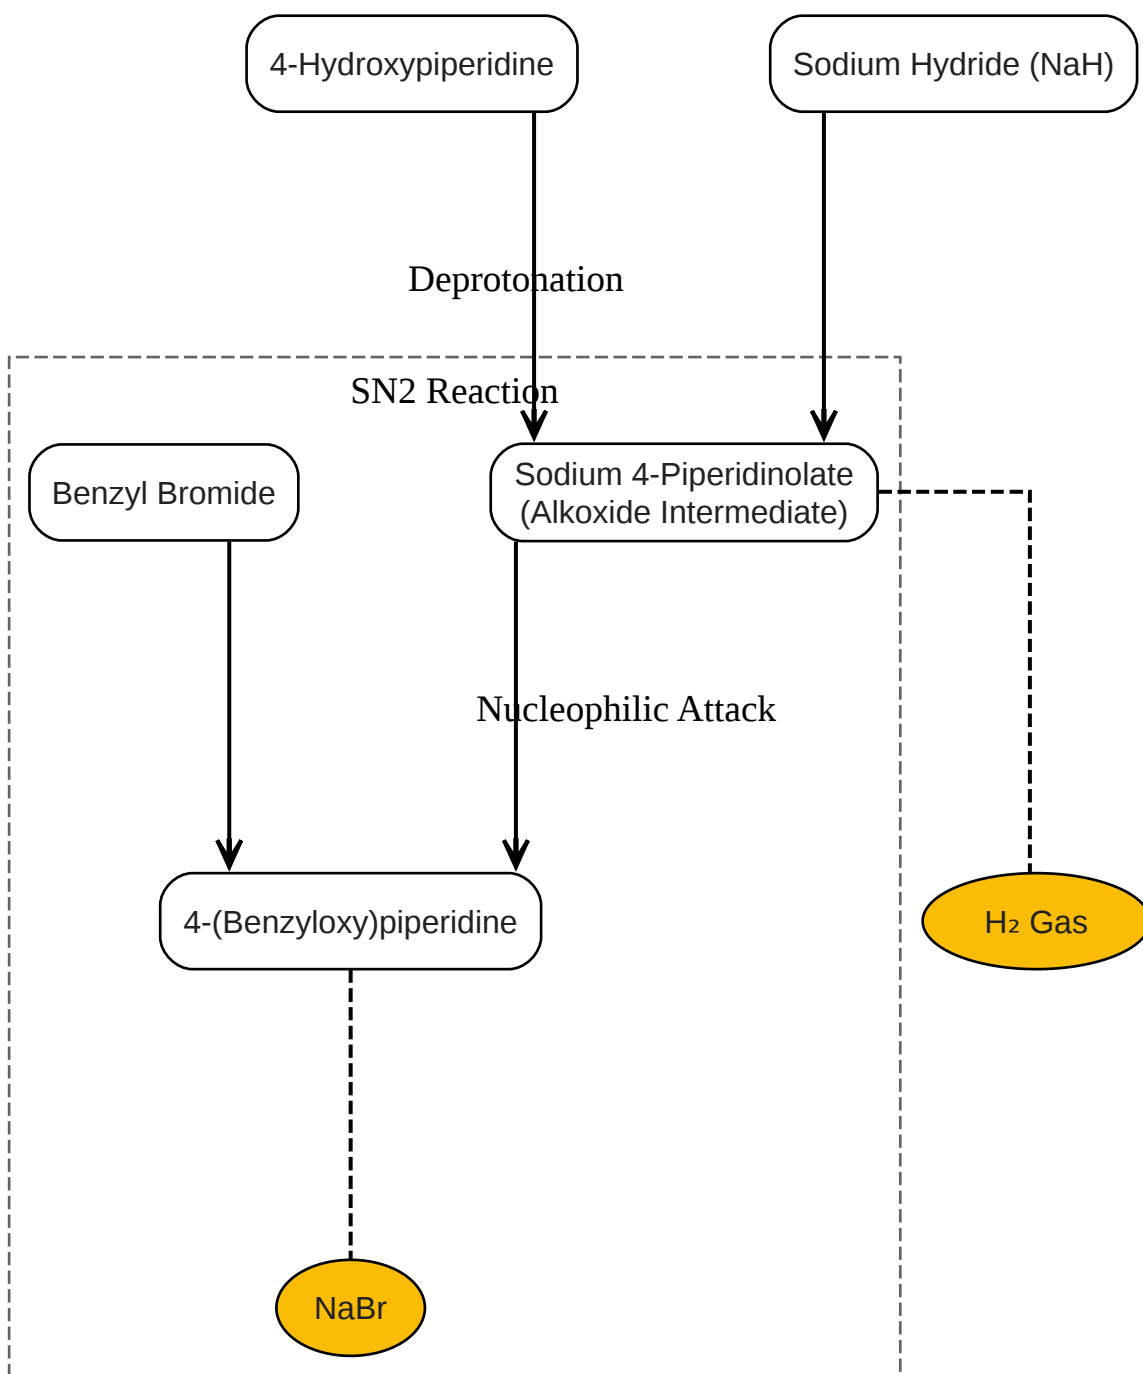 4-Hydroxypiperidine
Sodium Hydride (NaH)
Deprotonation
SN2 Reaction
Benzyl Bromide
Sodium 4-Piperidinolate
(Alkoxide Intermediate)
Nucleophilic Attack
4-(Benzyloxy)piperidine
H₂ Gas
NaBr